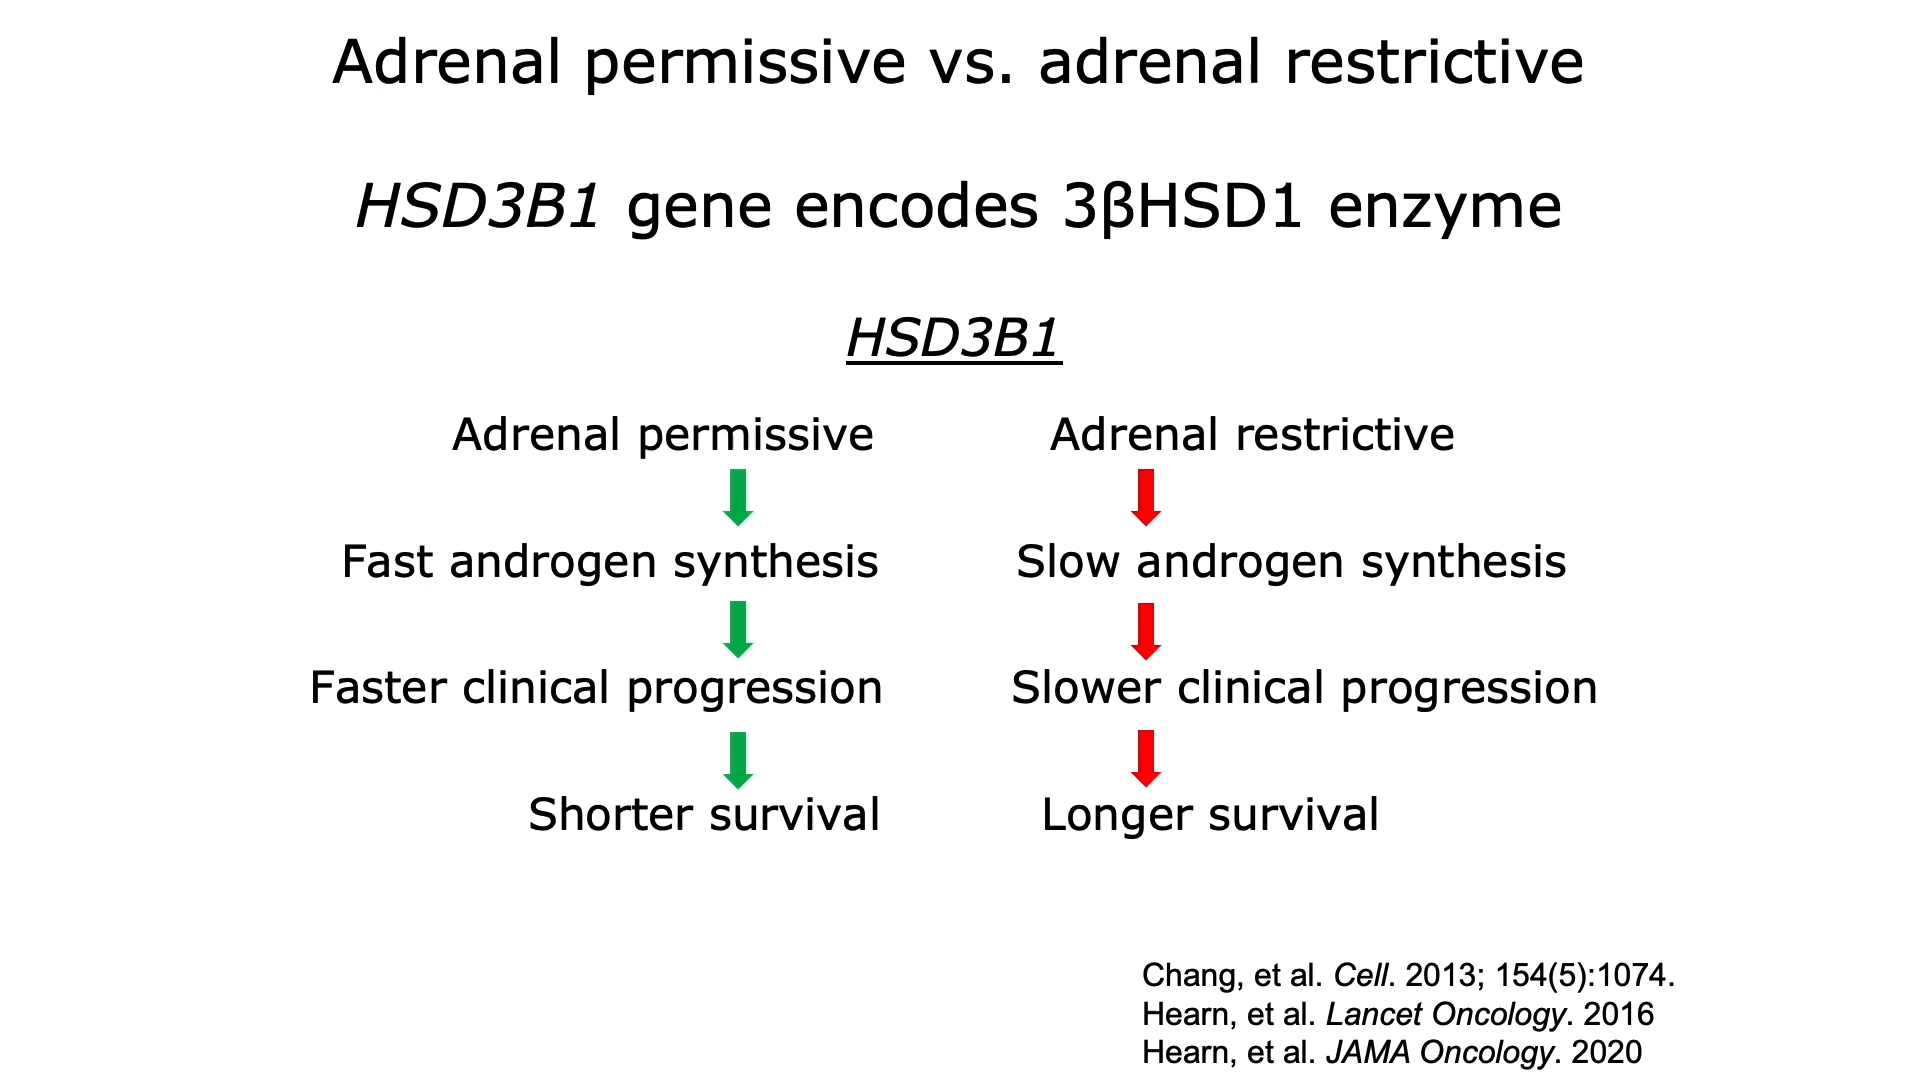 Adrenal permissive vs. adrenal restrictive
HSD3B1 gene encodes 3βHSD1 enzyme
HSD3B1
Adrenal permissive
Fast androgen synthesis
Faster clinical progression
Shorter survival
Adrenal restrictive
Slow androgen synthesis
Slower clinical progression
Longer survival
Chang, et al. Cell. 2013; 154(5):1074.
Hearn, et al. Lancet Oncology. 2016
Hearn, et al. JAMA Oncology. 2020